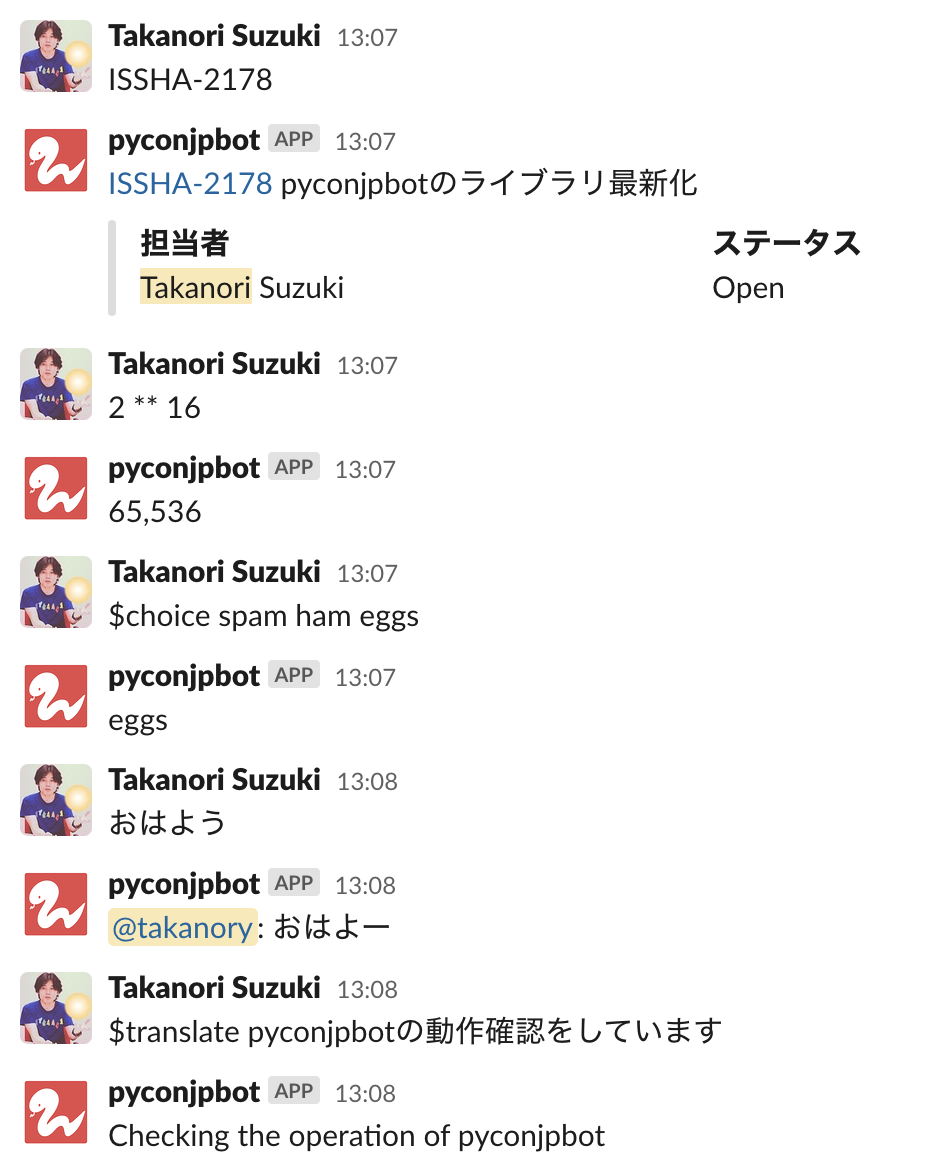 Takanori Suzuki 13:07
ISSHA-2178
pyconjpbot APP 13:07
ISSHA-2178 pyconjpbotのライブラリ最新化
担当者 ステータス
Takanori Suzuki Open
Takanori Suzuki 13:07
2 ** 16
pyconjpbot APP 13:07
65,536
Takanori Suzuki 13:07
$choice spam ham eggs
pyconjpbot APP 13:07
eggs
Takanori Suzuki 13:08
おはよう
pyconjpbot APP 13:08
@takanory: おはよー
Takanori Suzuki 13:08
$translate pyconjpbotの動作確認をしています
pyconjpbot APP 13:08
Checking the operation of pyconjpbot